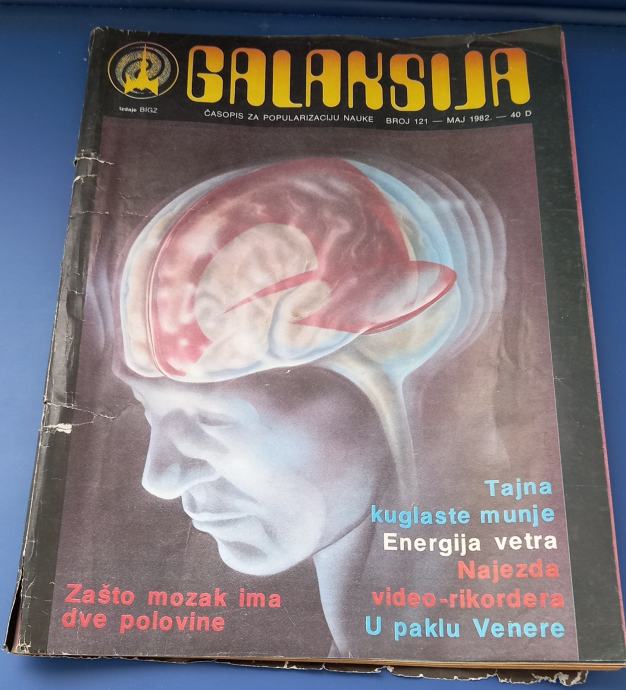 GALAKSIJA
Izdaje BIGZ
ČASOPIS ZA POPULARIZACIJU NAUKE BROJ 121 — MAJ 1982. — 40 D
Tajna
kuglaste munje
Energija vetra
Najezda
video-rikordera
U paklu Venere
Zašto mozak ima
dve polovine